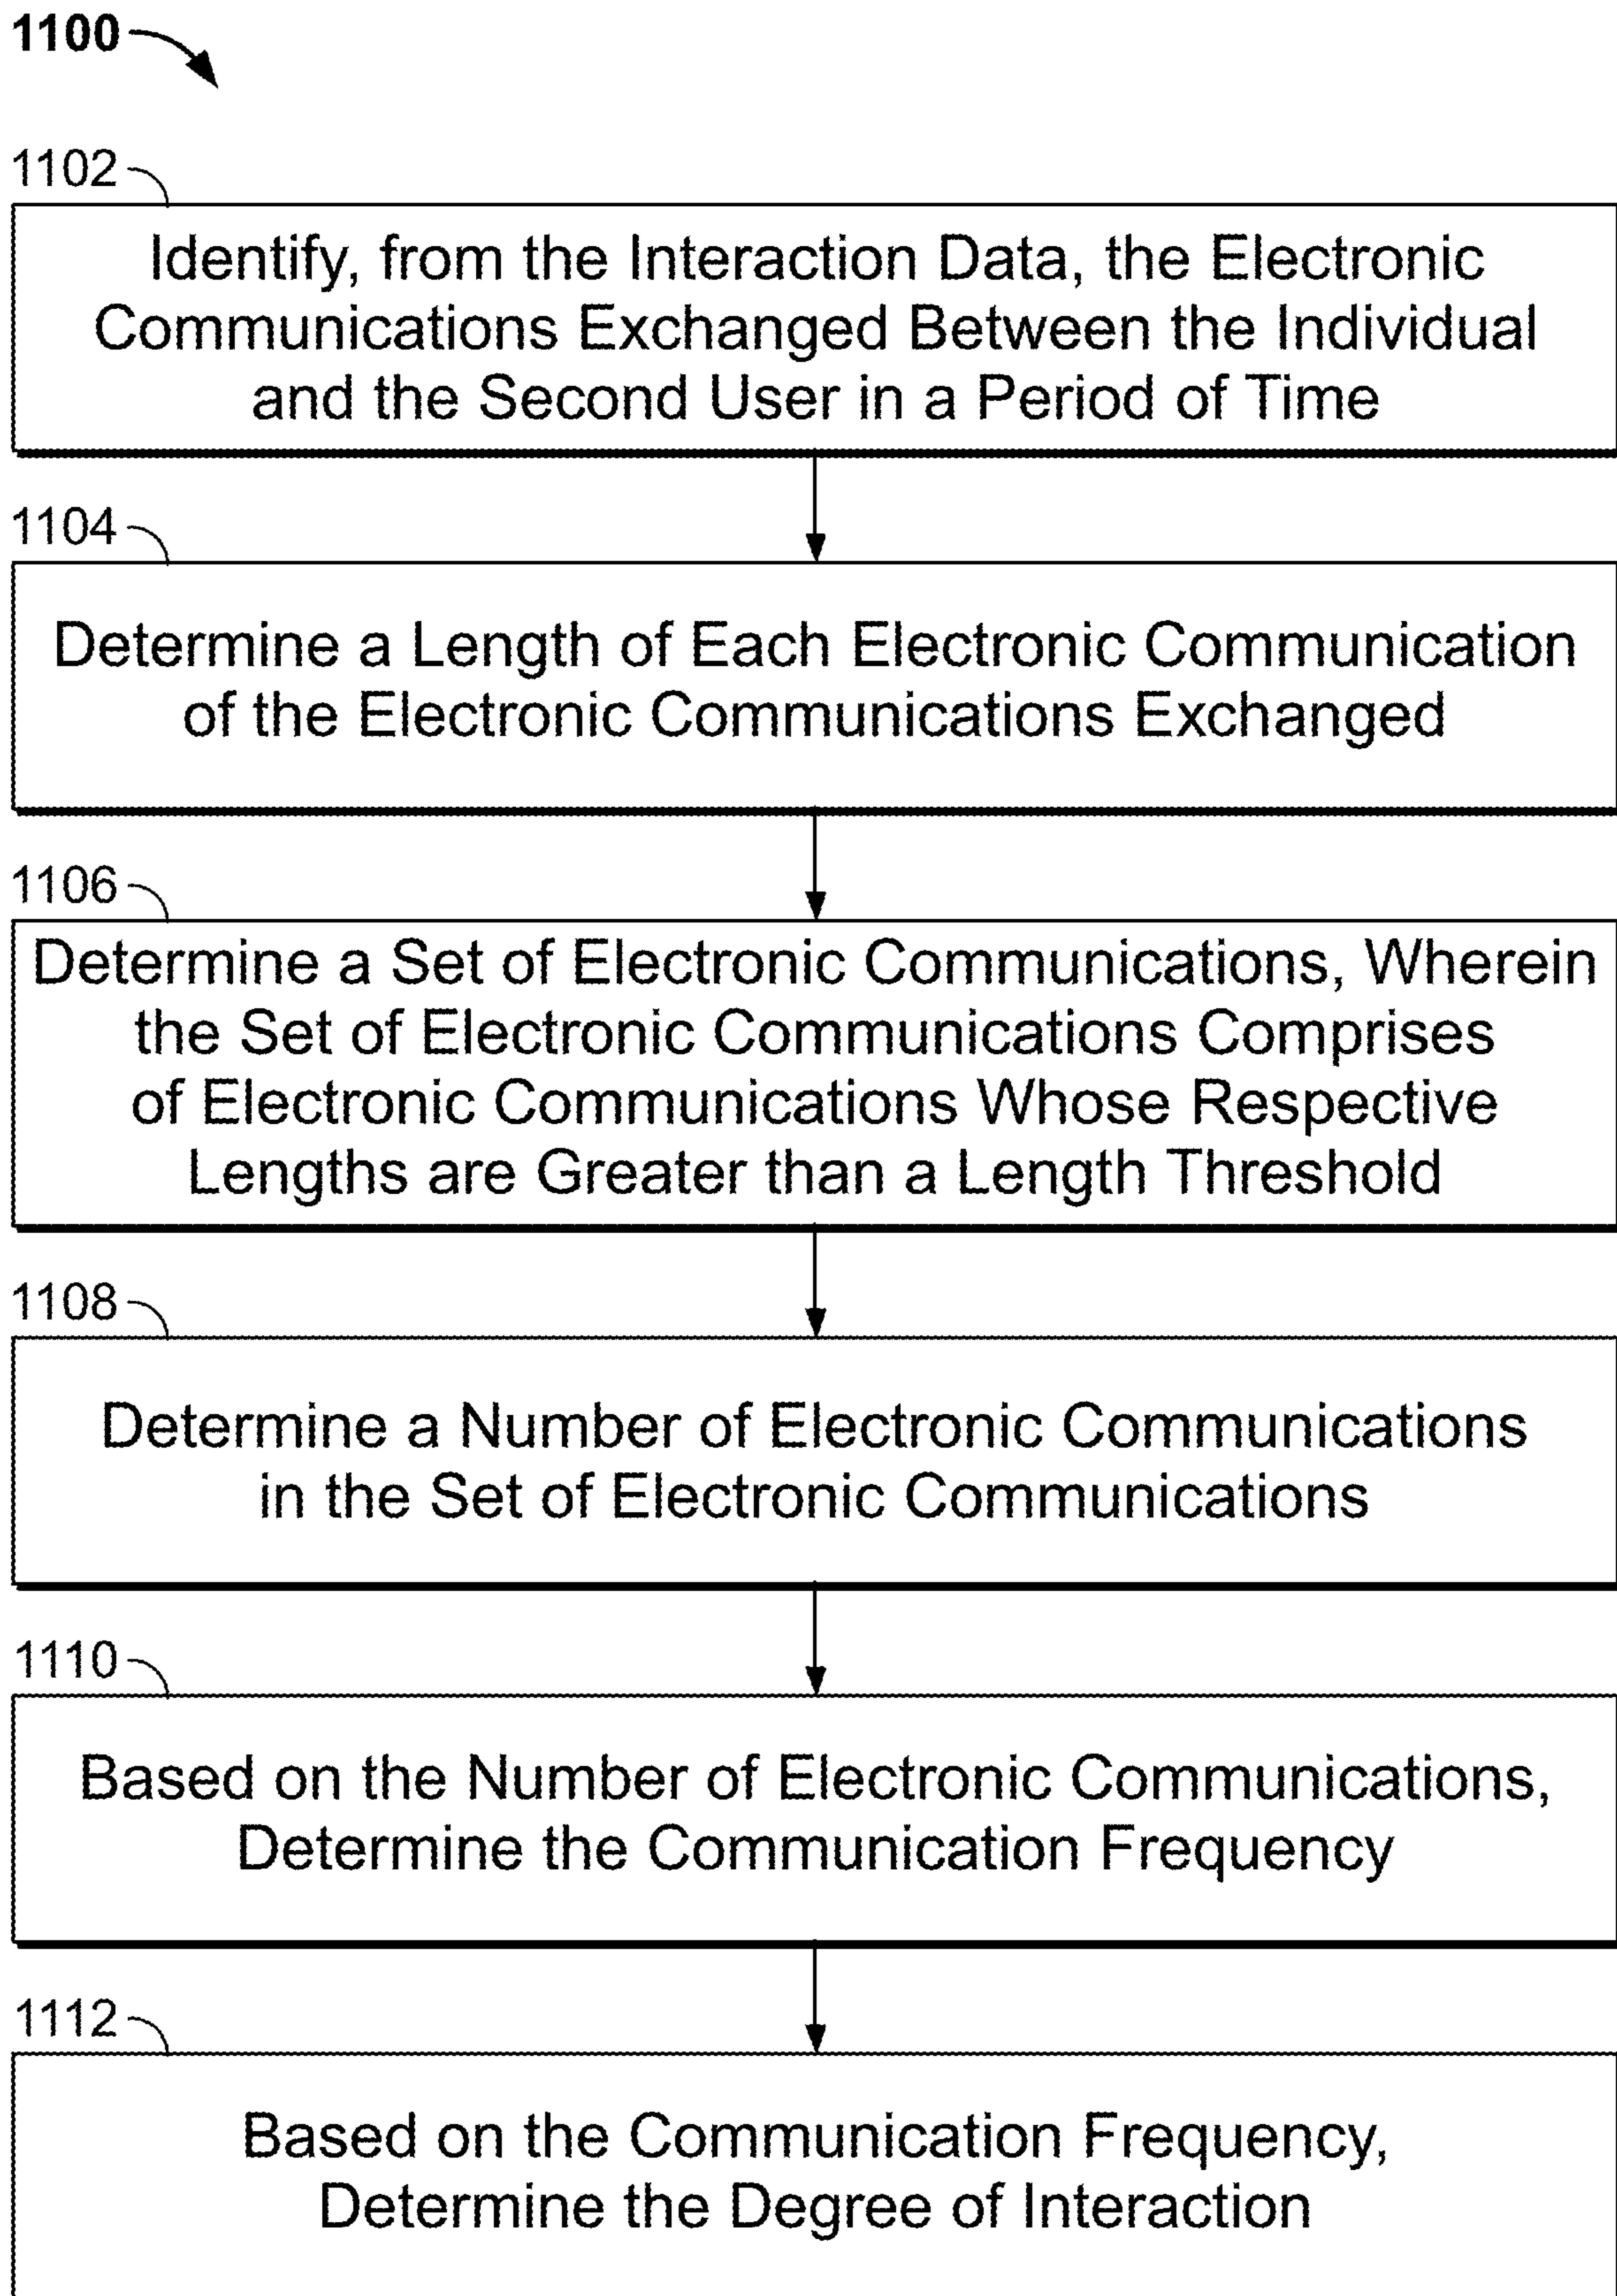 1100
1102
Identify, from the Interaction Data, the Electronic
Communications Exchanged Between the Individual
and the Second User in a Period of Time
1104
Determine a Length of Each Electronic Communication
of the Electronic Communications Exchanged
1106
Determine a Set of Electronic Communications, Wherein
the Set of Electronic Communications Comprises
of Electronic Communications Whose Respective
Lengths are Greater than a Length Threshold
1108
Determine a Number of Electronic Communications
in the Set of Electronic Communications
1110
Based on the Number of Electronic Communications,
Determine the Communication Frequency
1112
Based on the Communication Frequency,
Determine the Degree of Interaction